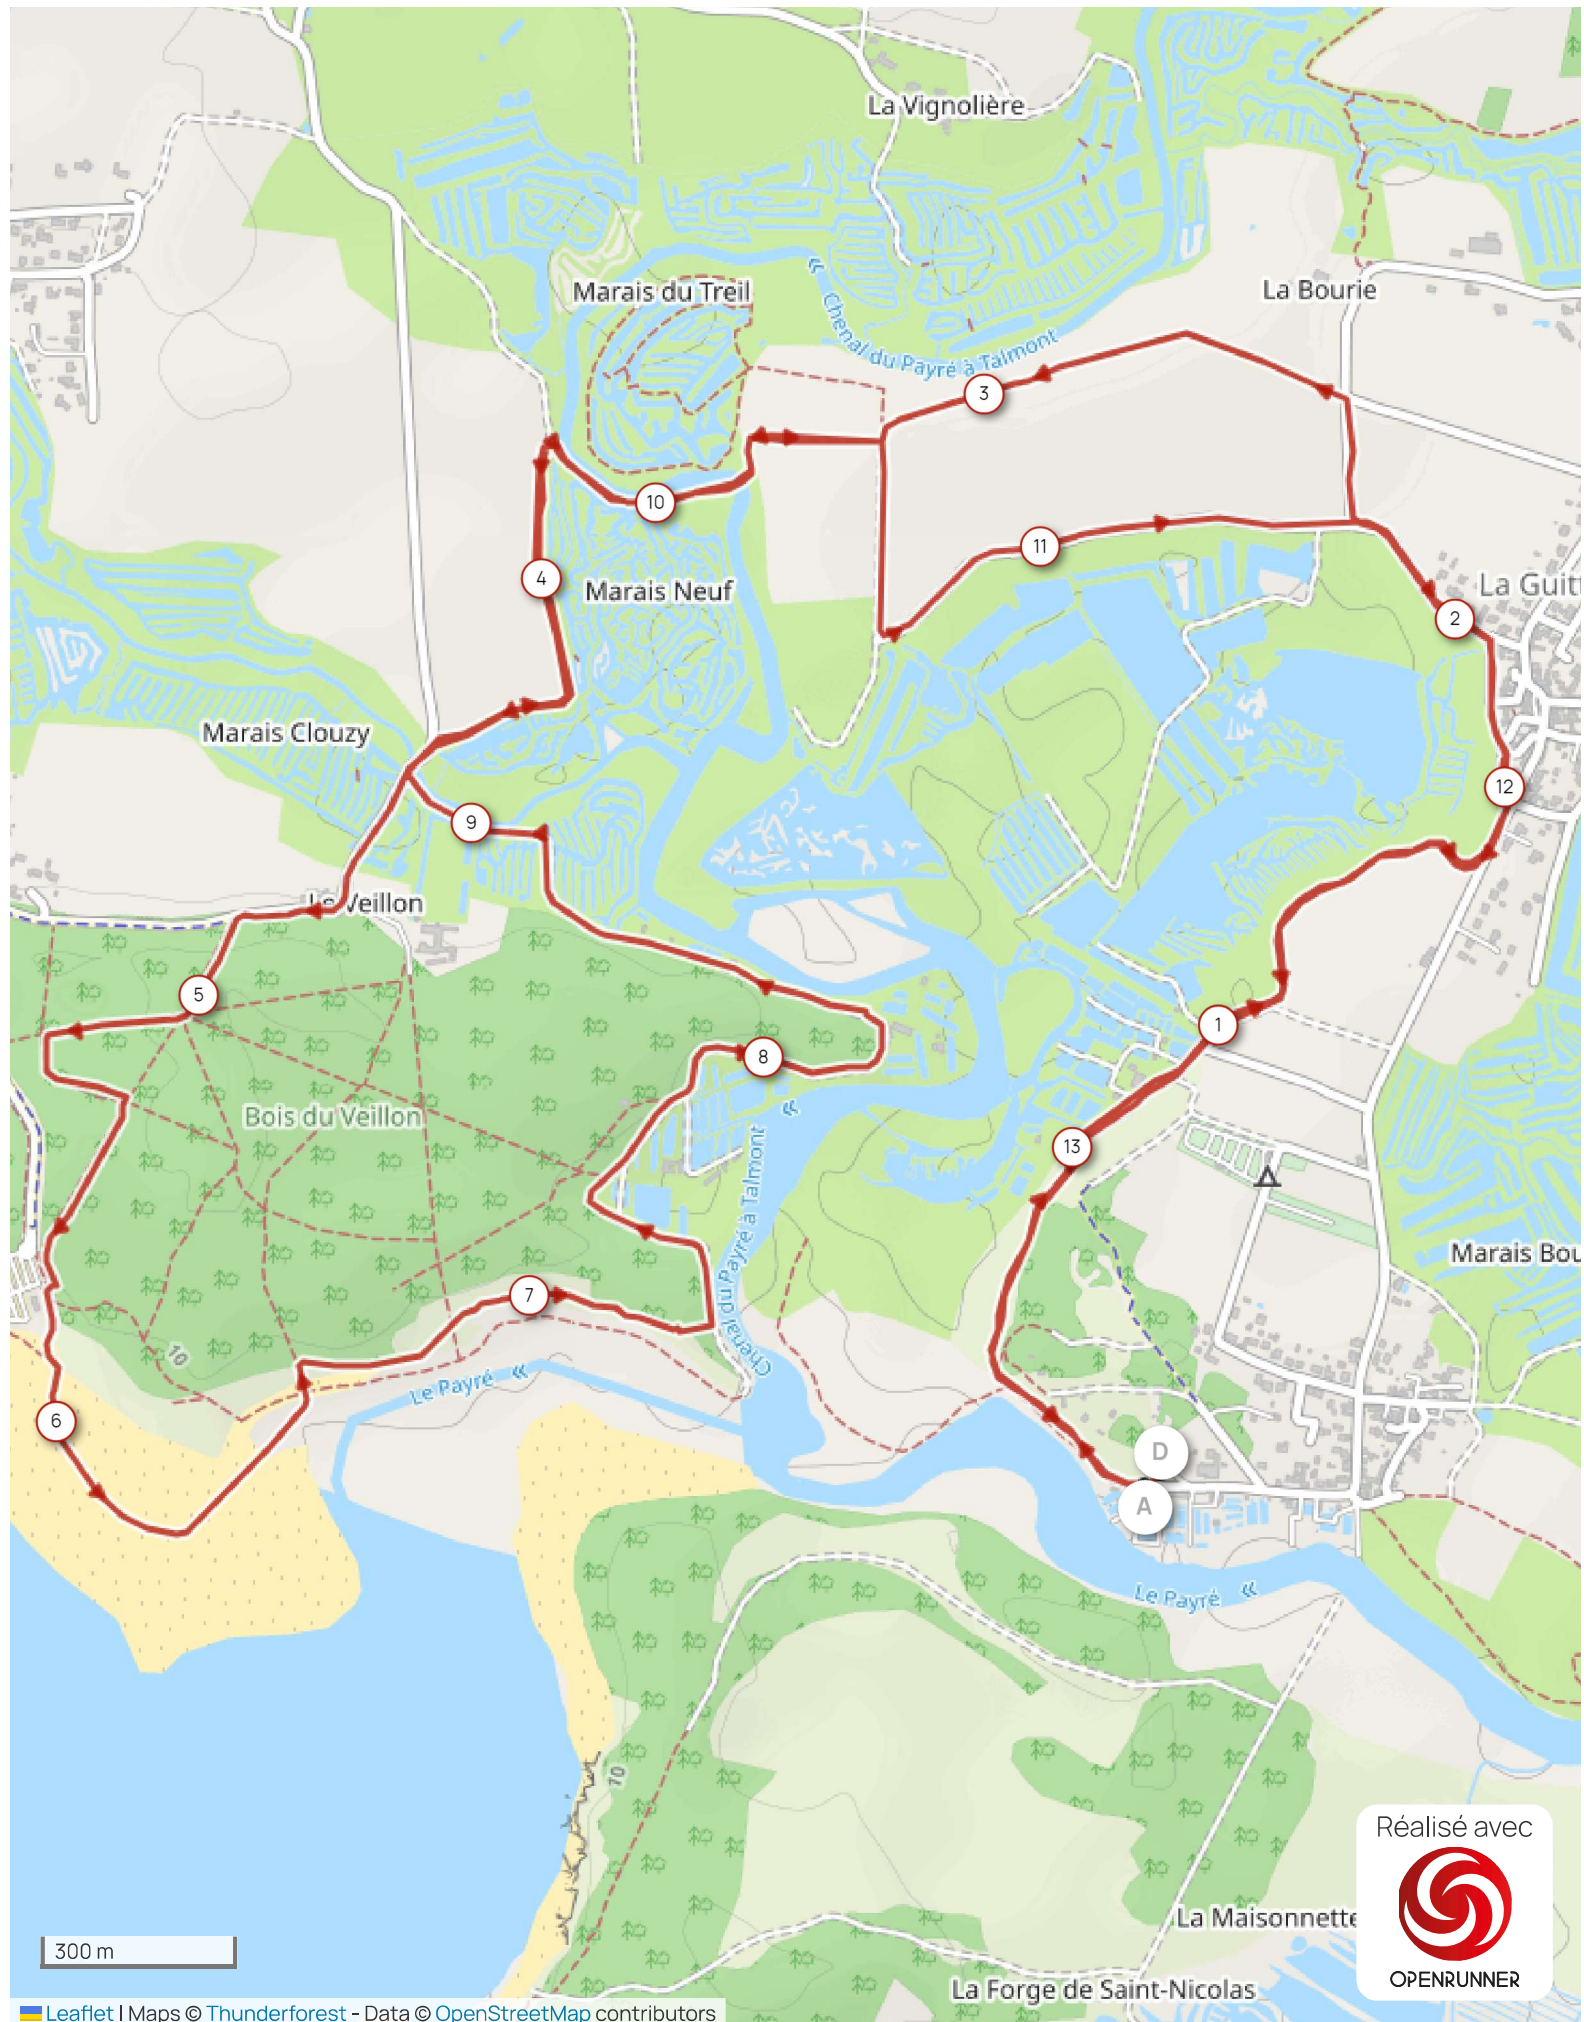 La Vignolière
Marais du Treil
La Bourie
Chenal du Payré à Talmont
3
10
11
4
Marais Neuf
2
Marais Clouzy
12
9
Le Veillon
5
1
8
Bois du Veillon
13
Chenal du Payré à Talmont
Marais Bou
7
10
Le Payré
6
D
A
Le Payré
10
Réalisé avec
OPENRUNNER
La Maisonnette
300 m
La Forge de Saint-Nicolas
Leaflet | Maps © Thunderforest - Data © OpenStreetMap contributors